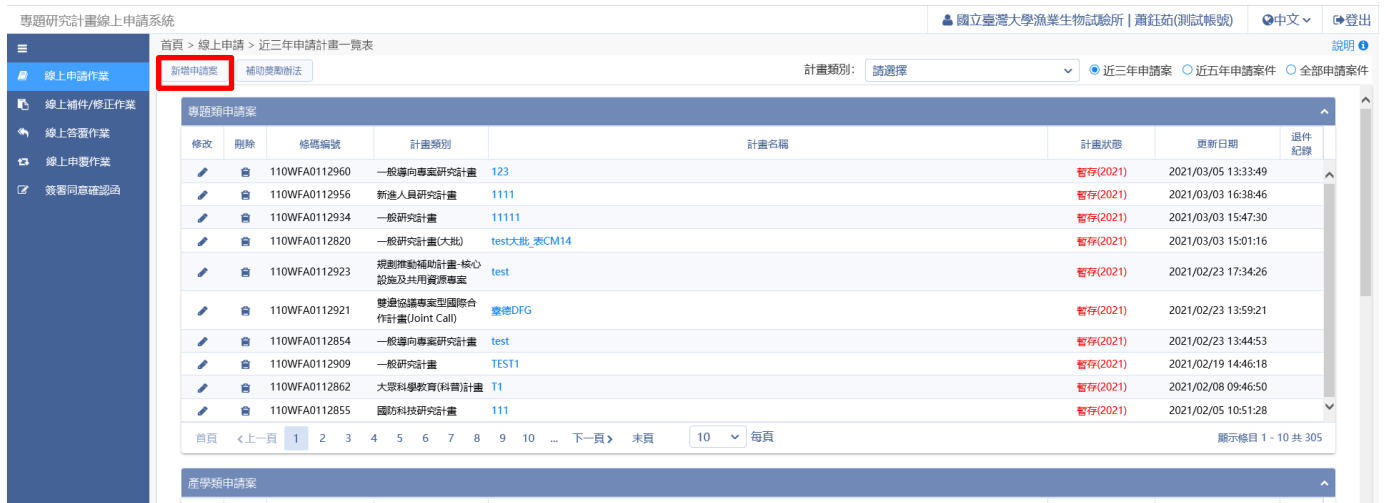 專題研究計畫線上申請系統
國立臺灣大學漁業生物試驗所 | 蕭鈺茹(測試帳號) 中文 登出
首頁 > 線上申請 > 近三年申請計畫一覽表 說明
線上申請作業
線上補件/修正作業
線上答覆作業
線上申覆作業
簽署同意確認函
新增申請案 補助獎勵辦法 計畫類別: 請選擇 近三年申請案 近五年申請案件 全部申請案件
專題類申請案
修改 刪除 條碼編號 計畫類別 計畫名稱 計畫狀態 更新日期 退件紀錄
110WFA0112960 一般導向專案研究計畫 123 暫存(2021) 2021/03/05 13:33:49
110WFA0112956 新進人員研究計畫 1111 暫存(2021) 2021/03/03 16:38:46
110WFA0112934 一般研究計畫 11111 暫存(2021) 2021/03/03 15:47:30
110WFA0112820 一般研究計畫(大批) test大批_表CM14 暫存(2021) 2021/03/03 15:01:16
110WFA0112923 規劃推動補助計畫-核心設施及共用資源專案 test 暫存(2021) 2021/02/23 17:34:26
110WFA0112921 雙邊協議專案型國際合作計畫(Joint Call) 臺德DFG 暫存(2021) 2021/02/23 13:59:21
110WFA0112854 一般導向專案研究計畫 test 暫存(2021) 2021/02/23 13:44:53
110WFA0112909 一般研究計畫 TEST1 暫存(2021) 2021/02/19 14:46:18
110WFA0112862 大眾科學教育(科普)計畫 T1 暫存(2021) 2021/02/08 09:46:50
110WFA0112855 國防科技研究計畫 111 暫存(2021) 2021/02/05 10:51:28
首頁 上一頁 1 2 3 4 5 6 7 8 9 10 ... 下一頁 末頁 10 每頁 顯示條目 1 - 10 共 305
產學類申請案